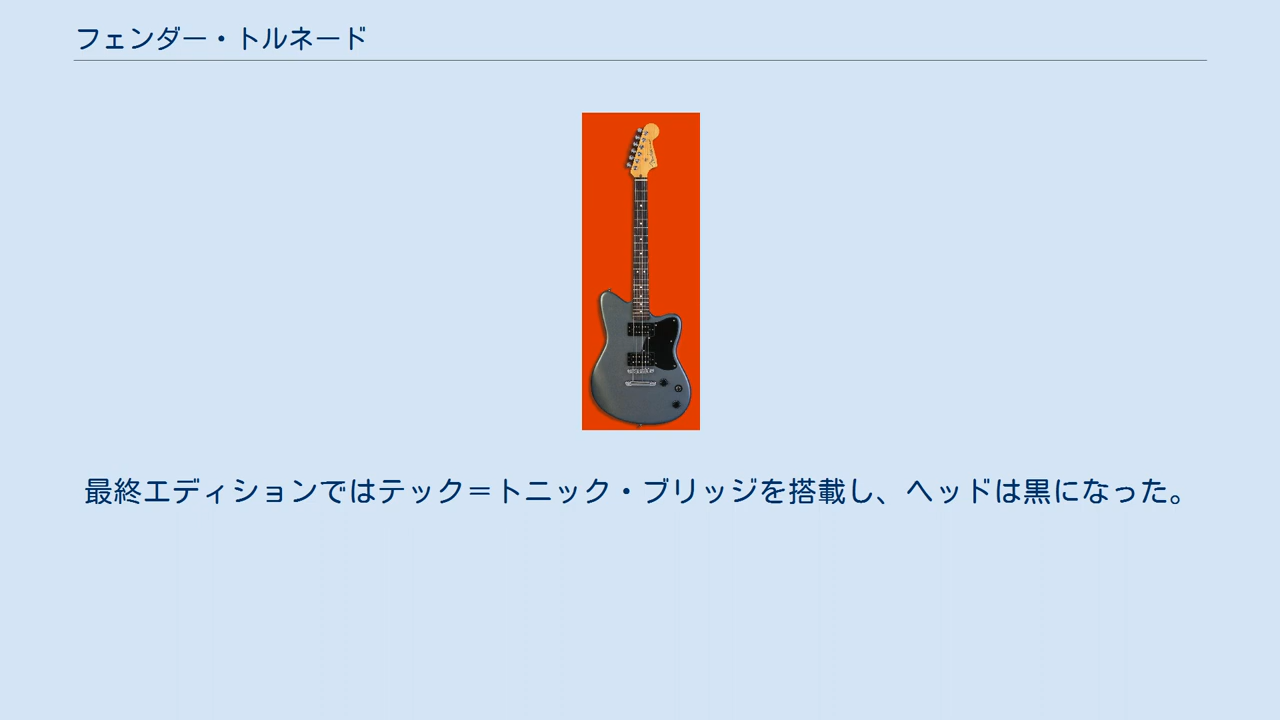 フェンダー・トルネード
最終エディションではテック＝トニック・ブリッジを搭載し、ヘッドは黒になった。